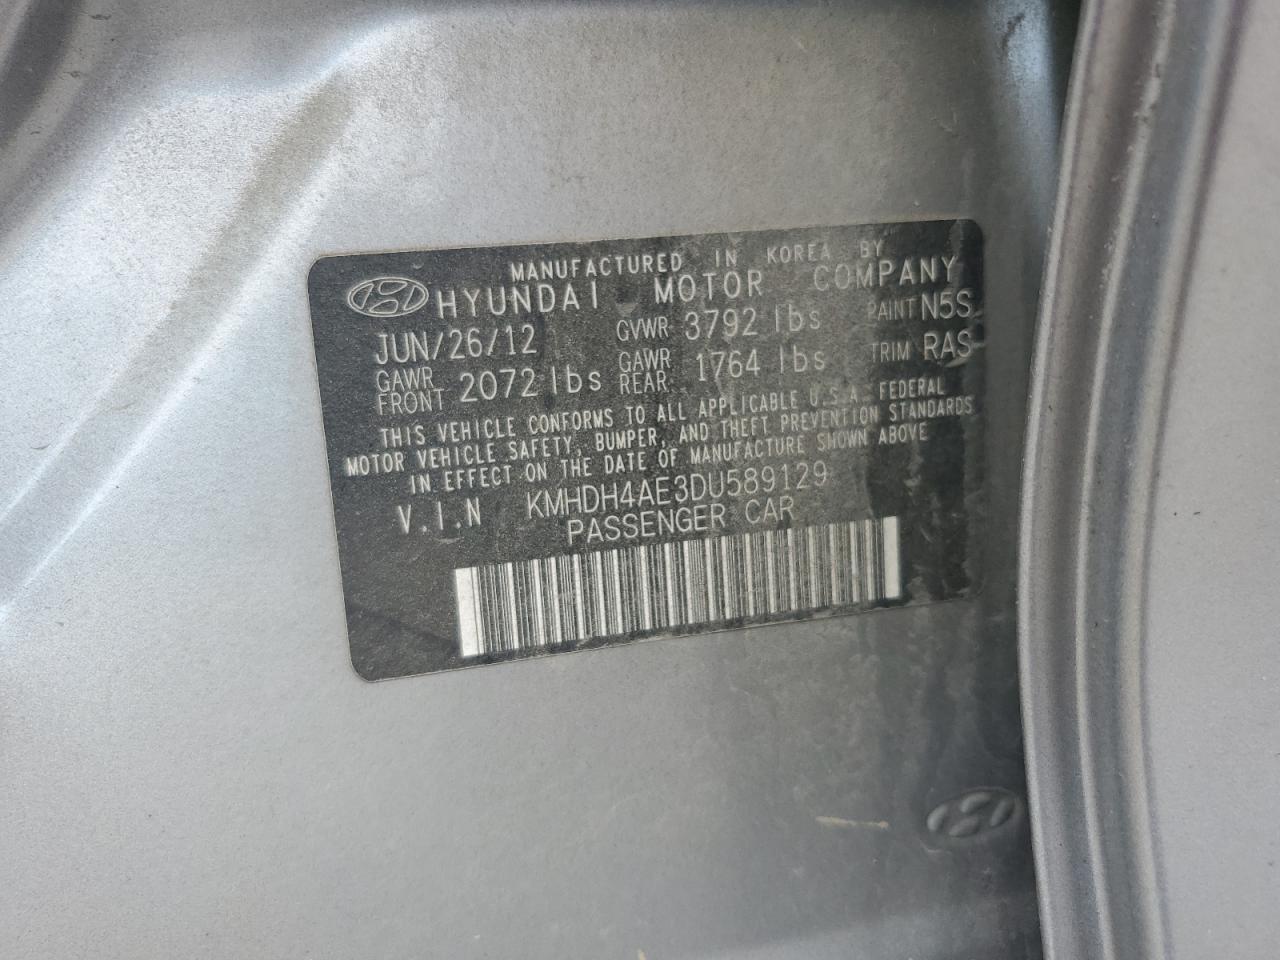 MANUFACTURED IN KOREA BY
HYUNDAI MOTOR COMPANY
JUN/26/12 GVWR 3792 lbs PAINT N5S
GAWR FRONT 2072 lbs GAWR REAR: 1764 lbs TRIM RAS
THIS VEHICLE CONFORMS TO ALL APPLICABLE U.S.A. FEDERAL
MOTOR VEHICLE SAFETY, BUMPER, AND THEFT PREVENTION STANDARDS
IN EFFECT ON THE DATE OF MANUFACTURE SHOWN ABOVE
V.I.N KMHDH4AE3DU589129
PASSENGER CAR